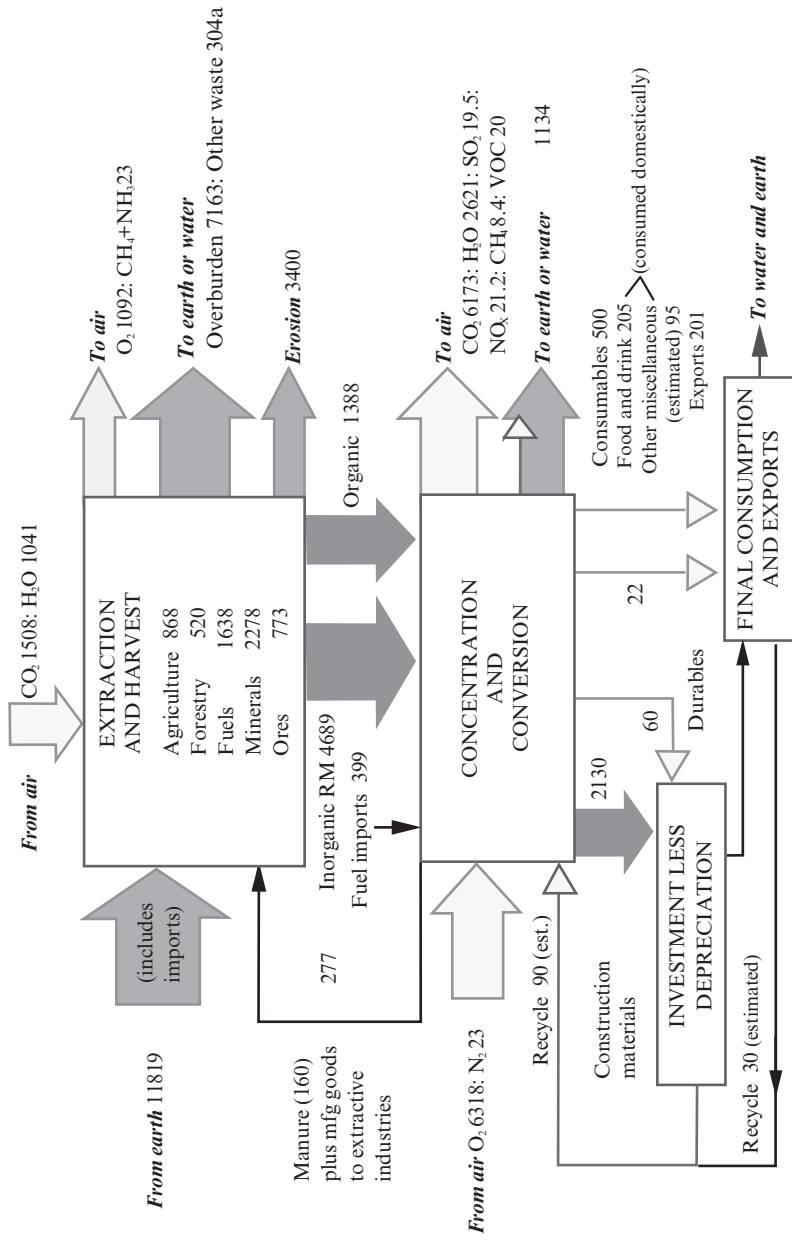 From air
CO₂ 1508: H₂O 1041
From earth 11819
(includes
imports)
EXTRACTION
AND HARVEST
Agriculture 868
Forestry 520
Fuels 1638
Minerals 2278
Ores 773
To air
O₂ 1092: CH₄+NH₃23
To earth or water
Overburden 7163: Other waste 304a
Erosion 3400
Manure (160)
plus mfg goods
to extractive
industries
277
Inorganic RM 4689
Fuel imports 399
Organic 1388
From air O₂ 6318: N₂ 23
CONCENTRATION
AND
CONVERSION
To air
CO₂ 6173: H₂O 2621: SO₂ 19.5:
NOₓ 21.2: CH₄8.4: VOC 20
To earth or water 1134
Recycle 90 (est.)
Construction
materials
2130
60
Durables
22
Consumables 500
Food and drink 205
Other miscellaneous
(estimated) 95
Exports 201
(consumed domestically)
INVESTMENT LESS
DEPRECIATION
FINAL CONSUMPTION
AND EXPORTS
To water and earth
Recycle 30 (estimated)